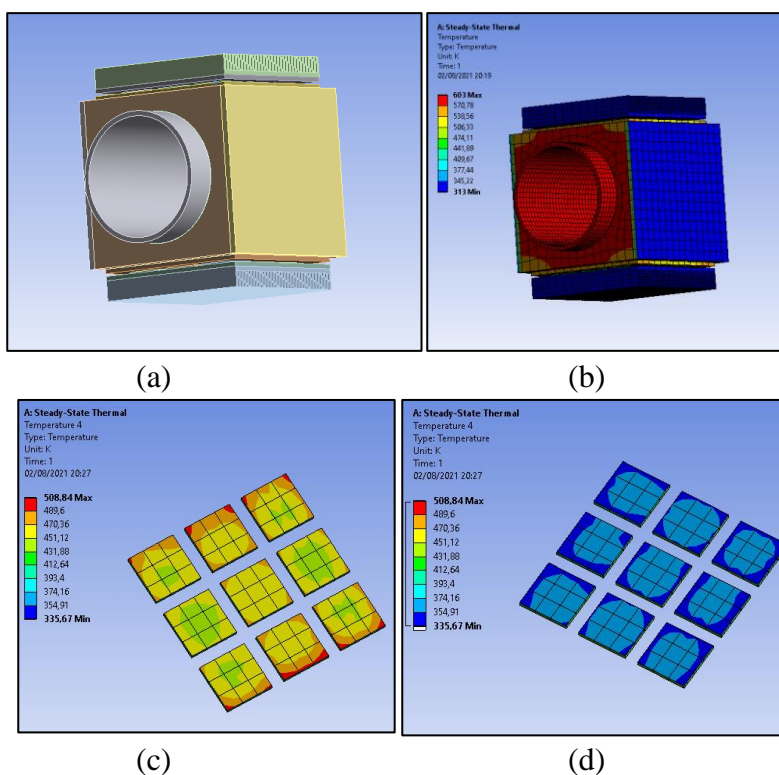 A: Steady-State Thermal
Temperature
Type: Temperature
Unit: K
Time: 1
02/08/2021 20:19
603 Max
570,78
538,56
506,33
474,11
441,89
409,67
377,44
345,22
313 Min
(a)
(b)
A: Steady-State Thermal
Temperature 4
Type: Temperature
Unit: K
Time: 1
02/08/2021 20:27
508,84 Max
489,6
470,36
451,12
431,88
412,64
393,4
374,16
354,91
335,67 Min
A: Steady-State Thermal
Temperature 4
Type: Temperature
Unit: K
Time: 1
02/08/2021 20:27
508,84 Max
489,6
470,36
451,12
431,88
412,64
393,4
374,16
354,91
335,67 Min
(c)
(d)